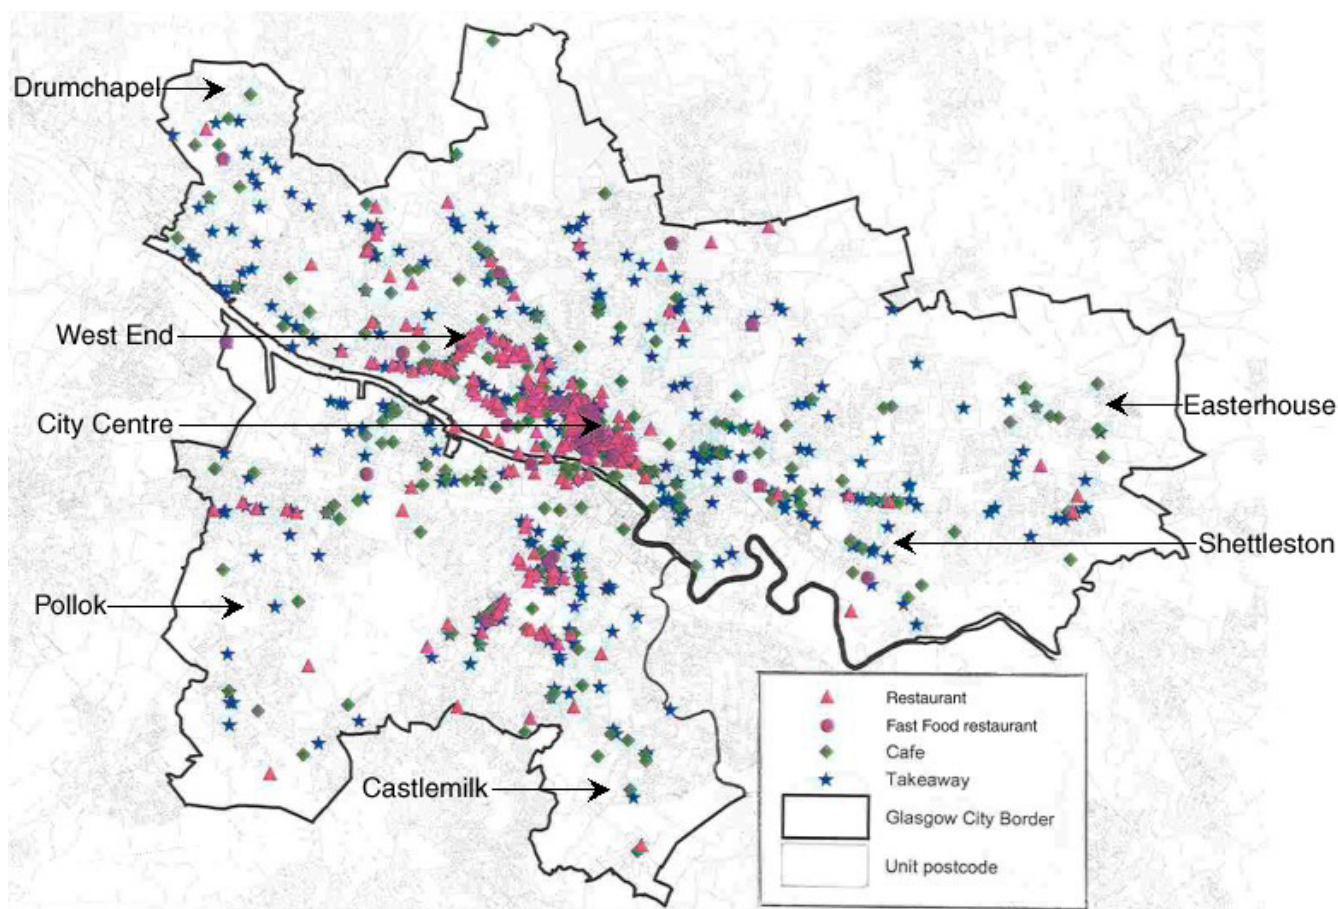 Drumchapel
West End
City Centre
Easterhouse
Shettleston
Pollok
Castlemilk
Restaurant
Fast Food restaurant
Cafe
Takeaway
Glasgow City Border
Unit postcode